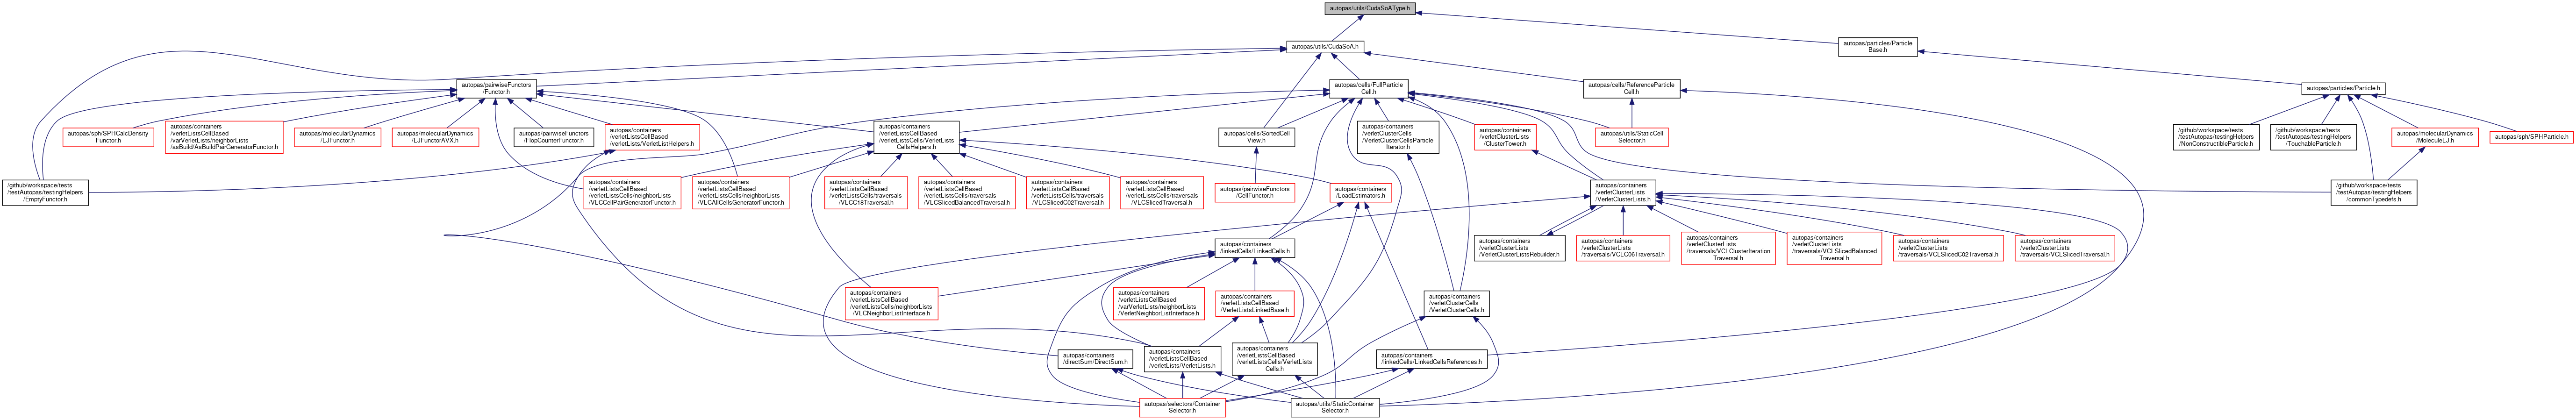 autopas/utils/CudaSoAType.h
autopas/utils/CudaSoA.h
autopas/particles/Particle
Base.h
autopas/pairwiseFunctors
/Functor.h
autopas/cells/FullParticle
Cell.h
autopas/cells/ReferenceParticle
Cell.h
autopas/particles/Particle.h
autopas/sph/SPHCalcDensity
Functor.h
autopas/containers
/verletListsCellBased
/varVerletLists/neighborLists
/asBuild/AsBuildPairGeneratorFunctor.h
autopas/molecularDynamics
/LJFunctor.h
autopas/molecularDynamics
/LJFunctorAVX.h
autopas/pairwiseFunctors
/FlopCounterFunctor.h
autopas/containers
/verletListsCellBased
/verletLists/VerletListHelpers.h
autopas/containers
/verletListsCellBased
/verletListsCells/VerletLists
CellsHelpers.h
autopas/cells/SortedCell
View.h
autopas/containers
/verletClusterCells
/VerletClusterCellsParticle
Iterator.h
autopas/containers
/verletClusterLists
/ClusterTower.h
autopas/utils/StaticCell
Selector.h
/github/workspace/tests
/testAutopas/testingHelpers
/NonConstructibleParticle.h
/github/workspace/tests
/testAutopas/testingHelpers
/TouchableParticle.h
autopas/molecularDynamics
/MoleculeLJ.h
autopas/sph/SPHParticle.h
/github/workspace/tests
/testAutopas/testingHelpers
/EmptyFunctor.h
autopas/containers
/verletListsCellBased
/verletListsCells/neighborLists
/VLCCellPairGeneratorFunctor.h
autopas/containers
/verletListsCellBased
/verletListsCells/neighborLists
/VLCAllCellsGeneratorFunctor.h
autopas/containers
/verletListsCellBased
/verletListsCells/traversals
/VLCC18Traversal.h
autopas/containers
/verletListsCellBased
/verletListsCells/traversals
/VLCSlicedBalancedTraversal.h
autopas/containers
/verletListsCellBased
/verletListsCells/traversals
/VLCSlicedC02Traversal.h
autopas/containers
/verletListsCellBased
/verletListsCells/traversals
/VLCSlicedTraversal.h
autopas/pairwiseFunctors
/CellFunctor.h
autopas/containers
/LoadEstimators.h
autopas/containers
/verletClusterLists
/VerletClusterLists.h
/github/workspace/tests
/testAutopas/testingHelpers
/commonTypedefs.h
autopas/containers
/linkedCells/LinkedCells.h
autopas/containers
/verletClusterLists
/VerletClusterListsRebuilder.h
autopas/containers
/verletClusterLists
/traversals/VCLC06Traversal.h
autopas/containers
/verletClusterLists
/traversals/VCLClusterIteration
Traversal.h
autopas/containers
/verletClusterLists
/traversals/VCLSlicedBalanced
Traversal.h
autopas/containers
/verletClusterLists
/traversals/VCLSlicedC02Traversal.h
autopas/containers
/verletClusterLists
/traversals/VCLSlicedTraversal.h
autopas/containers
/verletListsCellBased
/verletListsCells/neighborLists
/VLCNeighborListInterface.h
autopas/containers
/verletListsCellBased
/varVerletLists/neighborLists
/VerletNeighborListInterface.h
autopas/containers
/verletListsCellBased
/VerletListsLinkedBase.h
autopas/containers
/verletClusterCells
/VerletClusterCells.h
autopas/containers
/directSum/DirectSum.h
autopas/containers
/verletListsCellBased
/verletLists/VerletLists.h
autopas/containers
/verletListsCellBased
/verletListsCells/VerletLists
Cells.h
autopas/containers
/linkedCells/LinkedCellsReferences.h
autopas/selectors/Container
Selector.h
autopas/utils/StaticContainer
Selector.h